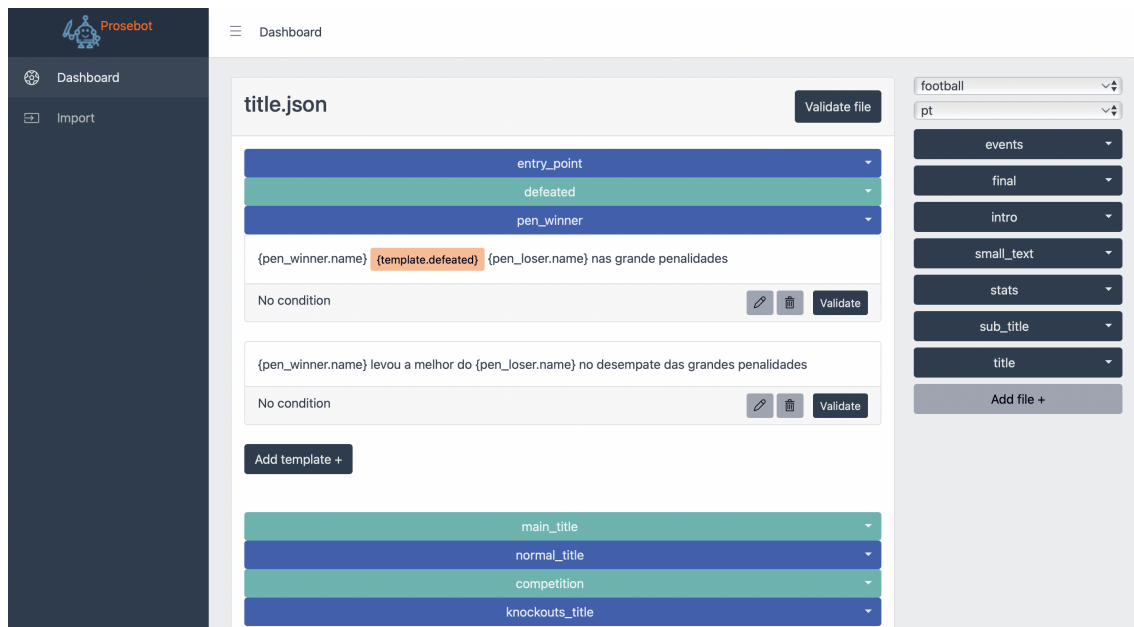 Prosebot
Dashboard
Import
Dashboard
title.json
Validate file
entry_point
defeated
pen_winner
{pen_winner.name} {template.defeated} {pen_loser.name} nas grande penalidades
No condition
Validate
{pen_winner.name} levou a melhor do {pen_loser.name} no desempate das grandes penalidades
No condition
Validate
Add template +
main_title
normal_title
competition
knockouts_title
football
pt
events
final
intro
small_text
stats
sub_title
title
Add file +